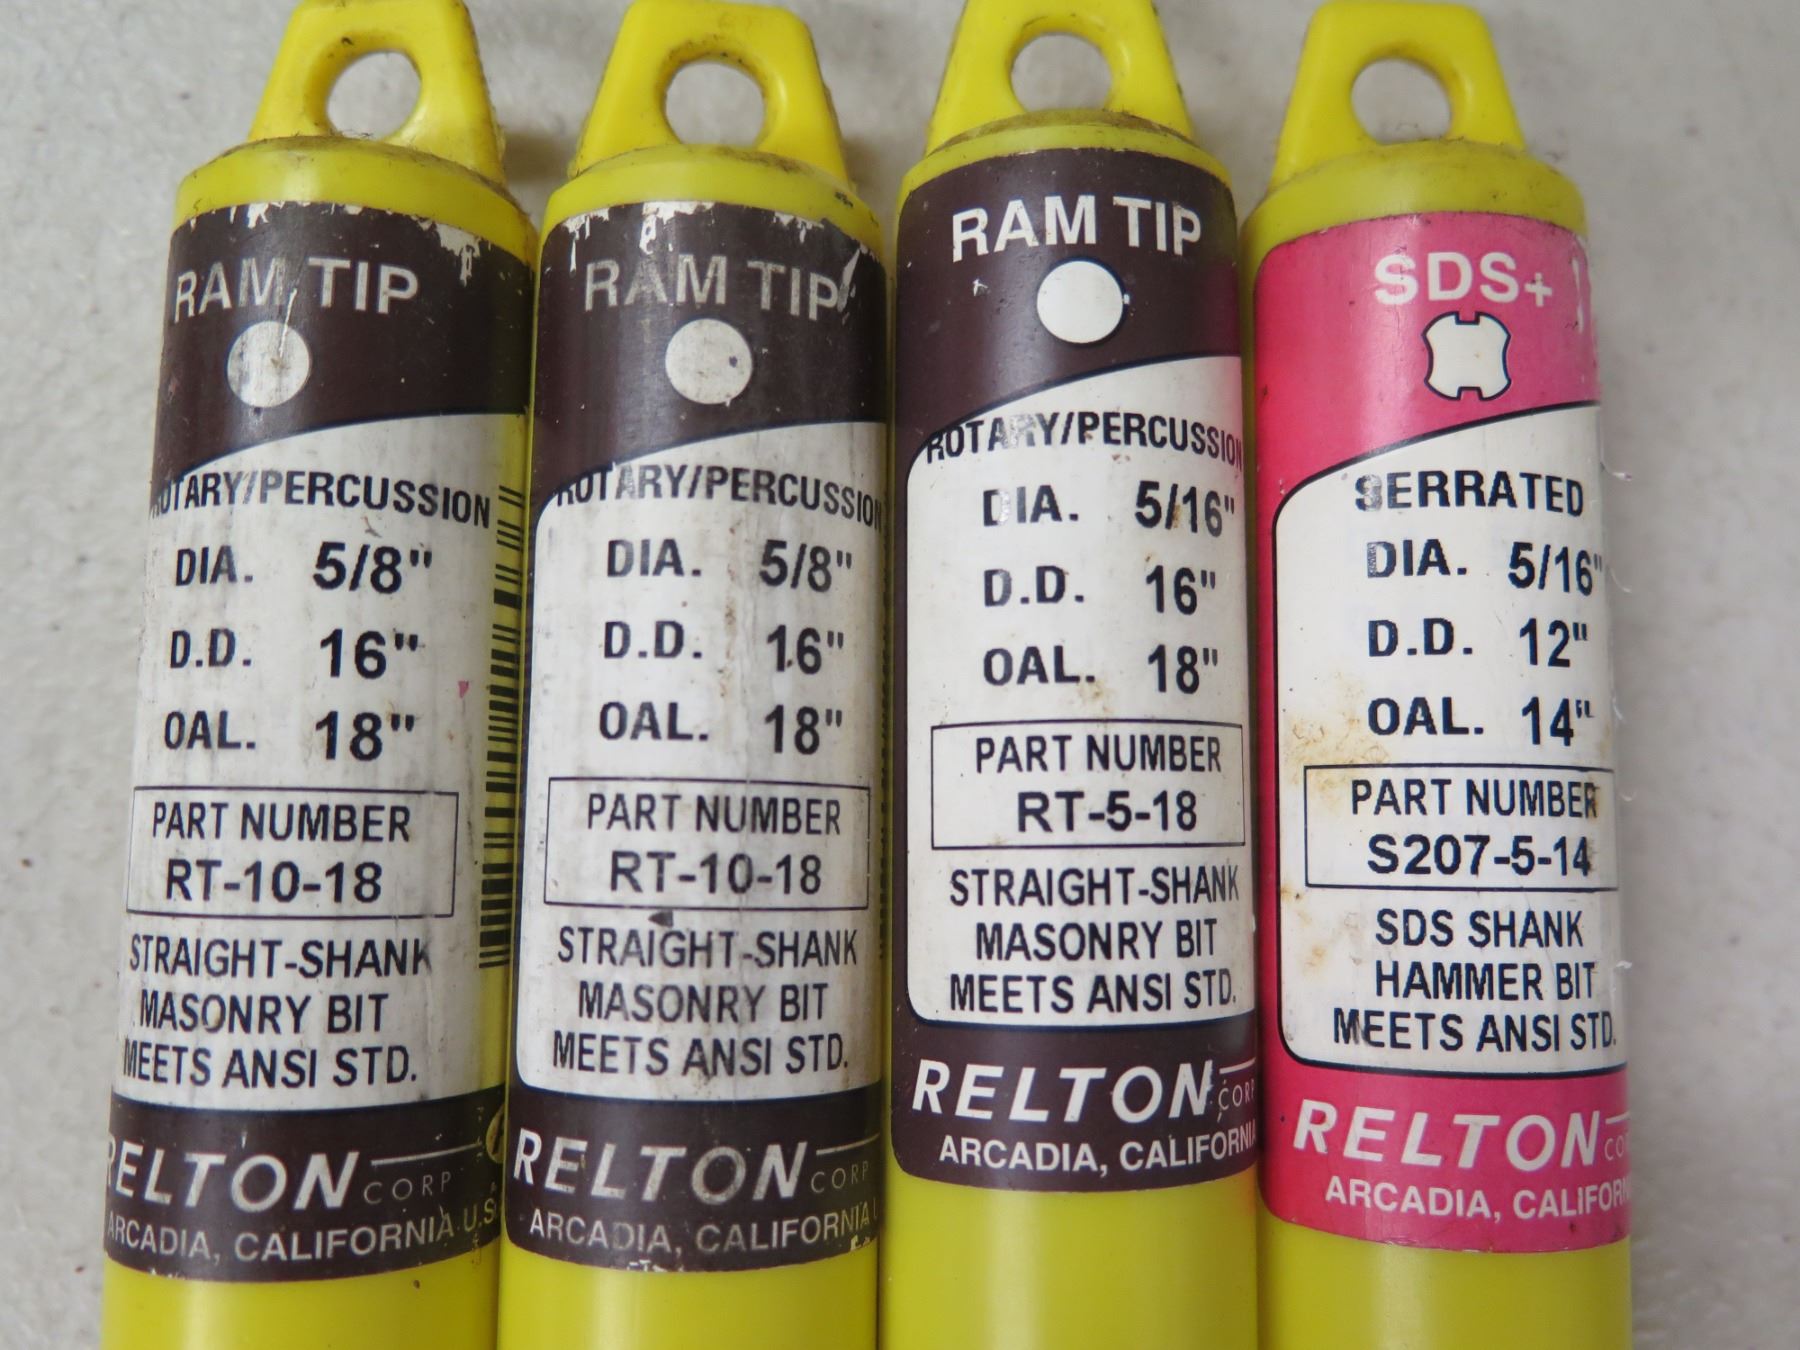 RAM TIP
ROTARY/PERCUSSION
DIA. 5/8"
D.D. 16"
OAL. 18"
PART NUMBER
RT-10-18
STRAIGHT-SHANK
MASONRY BIT
MEETS ANSI STD.
RELTON CORP
ARCADIA, CALIFORNIA U.S.
RAM TIP
ROTARY/PERCUSSION
DIA. 5/8"
D.D. 16"
OAL. 18"
PART NUMBER
RT-10-18
STRAIGHT-SHANK
MASONRY BIT
MEETS ANSI STD.
RELTON CORP
ARCADIA, CALIFORNIA
RAM TIP
ROTARY/PERCUSSION
DIA. 5/16"
D.D. 16"
OAL. 18"
PART NUMBER
RT-5-18
STRAIGHT-SHANK
MASONRY BIT
MEETS ANSI STD.
RELTON CORP
ARCADIA, CALIFORNIA
SDS+
SERRATED
DIA. 5/16"
D.D. 12"
OAL. 14"
PART NUMBER
S207-5-14
SDS SHANK
HAMMER BIT
MEETS ANSI STD.
RELTON CO
ARCADIA, CALIFORN